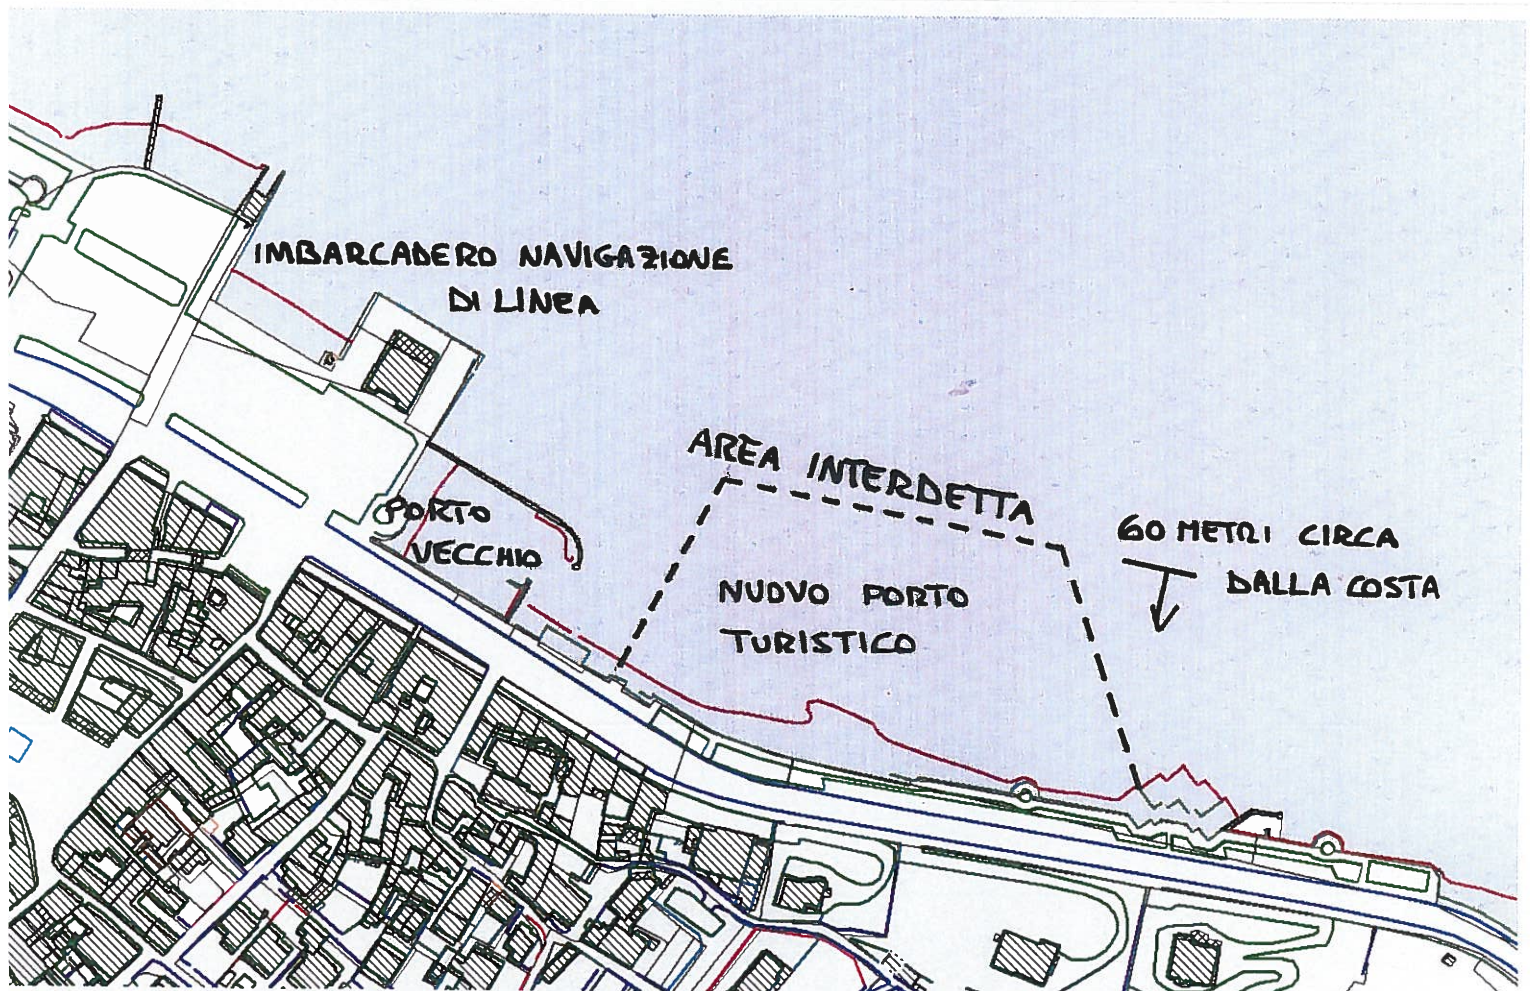 IMBARCADERO NAVIGAZIONE
DI LINEA
AREA INTERDETTA
PORTO
VECCHIO
60 METRI CIRCA
DALLA COSTA
NUOVO PORTO
TURISTICO